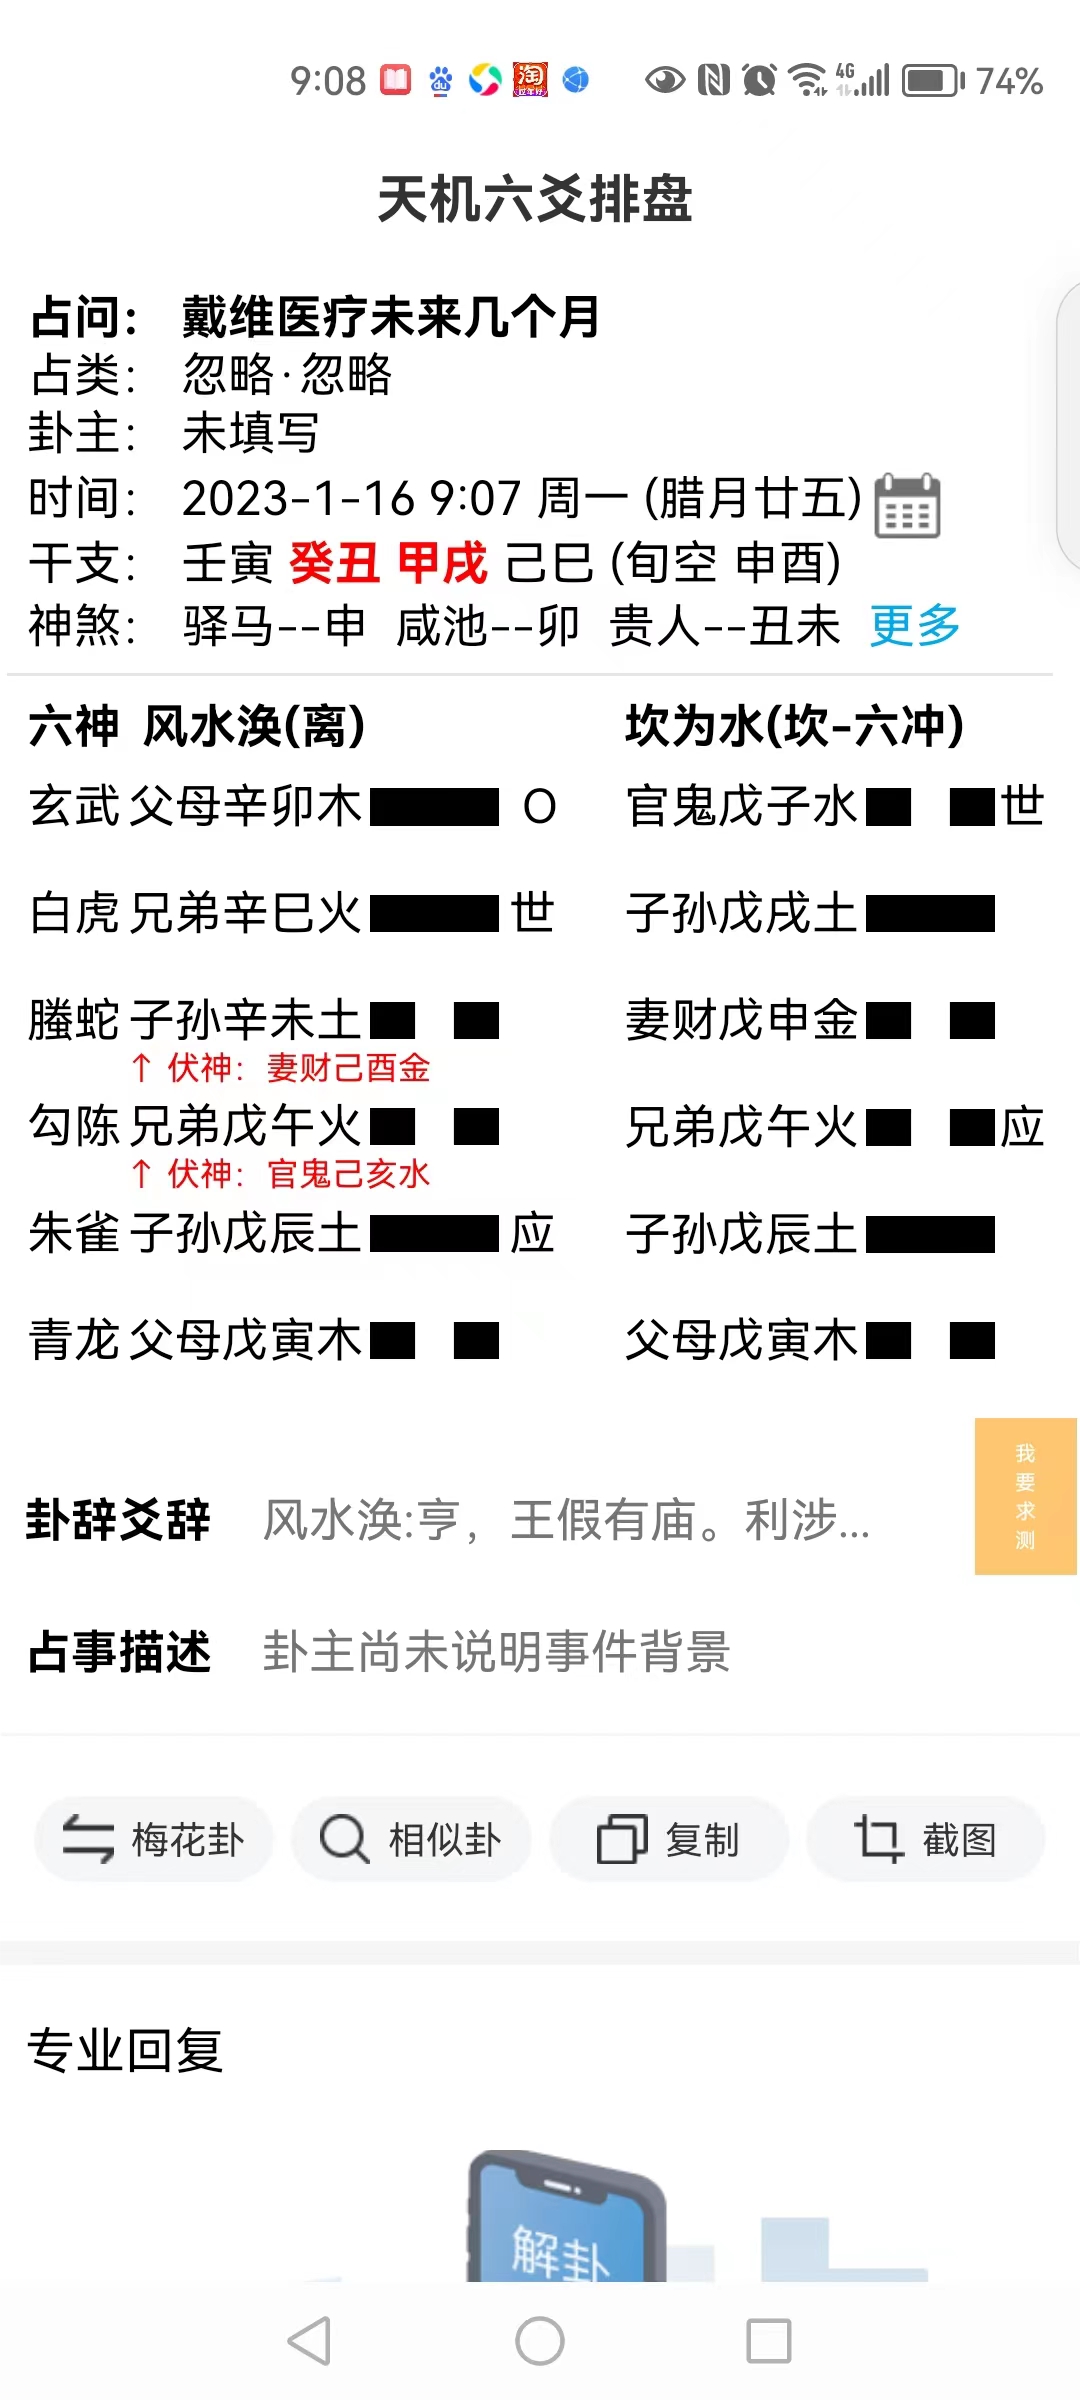 9:08 du 淘 过年好 4G 74%
天机六爻排盘
占问： 戴维医疗未来几个月
占类： 忽略·忽略
卦主： 未填写
时间： 2023-1-16 9:07 周一 (腊月廿五)
干支： 壬寅 癸丑 甲戌 己巳 (旬空 申酉)
神煞： 驿马--申 咸池--卯 贵人--丑未 更多
六神 风水涣(离) 坎为水(坎-六冲)
玄武 父母辛卯木 O 官鬼戊子水 世
白虎 兄弟辛巳火 世 子孙戊戌土
螣蛇 子孙辛未土 妻财戊申金
↑ 伏神：妻财己酉金
勾陈 兄弟戊午火 兄弟戊午火 应
↑ 伏神：官鬼己亥水
朱雀 子孙戊辰土 应 子孙戊辰土
青龙 父母戊寅木 父母戊寅木
我要求测
卦辞爻辞 风水涣:亨，王假有庙。利涉...
占事描述 卦主尚未说明事件背景
梅花卦 相似卦 复制 截图
专业回复
解卦